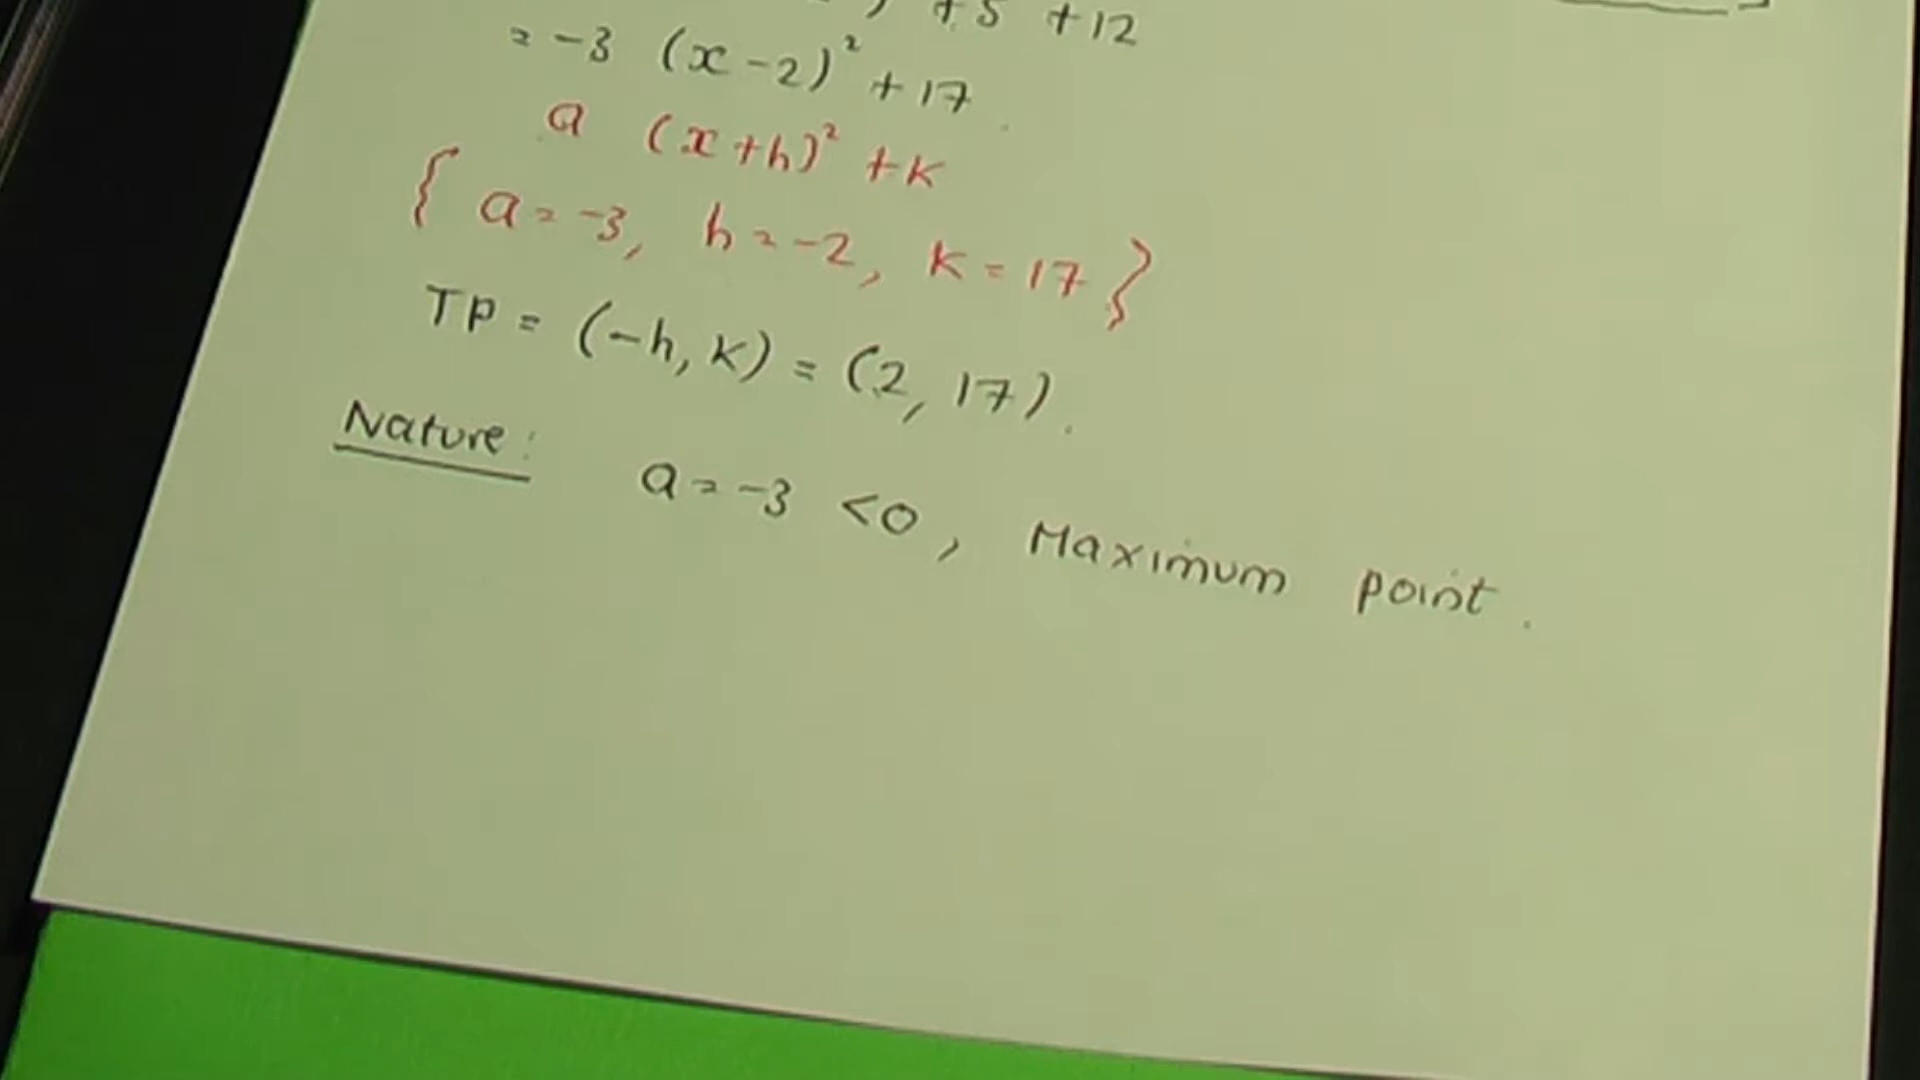 ) +5 +12
= -3 (x-2)² +17
a (x+h)² +k
{ a = -3, h = -2, k = 17 }
TP = (-h, k) = (2, 17).
Nature: a = -3 <0, Maximum point.